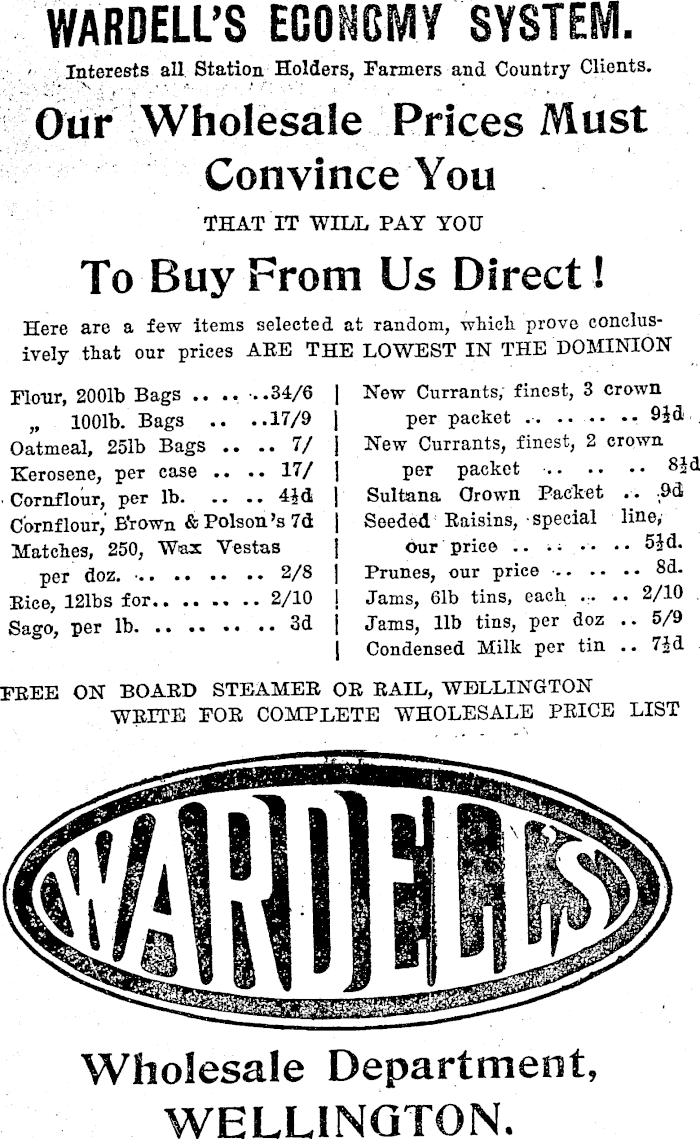 WARDELL'S ECONOMY SYSTEM.
Interests all Station Holders, Farmers and Country Clients.
Our Wholesale Prices Must
Convince You
THAT IT WILL PAY YOU
To Buy From Us Direct!
Here are a few items selected at random, which prove conclus-
ively that our prices ARE THE LOWEST IN THE DOMINION
Flour, 200lb Bags .. .. ..34/6
„ 100lb. Bags .. ..17/9
Oatmeal, 25lb Bags .. .. 7/
Kerosene, per case .. .. 17/
Cornflour, per lb. .. .. 4½d
Cornflour, Brown & Polson's 7d
Matches, 250, Wax Vestas
per doz. .. .. .. .. .. 2/8
Rice, 12lbs for.. .. .. .. 2/10
Sago, per lb. .. .. .. .. .. 3d
New Currants, finest, 3 crown
per packet .. .. .. .. 9½d
New Currants, finest, 2 crown
per packet .. .. .. 8½d
Sultana Crown Packet .. 9d
Seeded Raisins, special line,
our price .. .. .. .. 5½d.
Prunes, our price .. .. .. 8d.
Jams, 6lb tins, each .. .. 2/10
Jams, 1lb tins, per doz .. 5/9
Condensed Milk per tin .. 7½d
FREE ON BOARD STEAMER OR RAIL, WELLINGTON
WRITE FOR COMPLETE WHOLESALE PRICE LIST
WARDELL'S
Wholesale Department,
WELLINGTON.